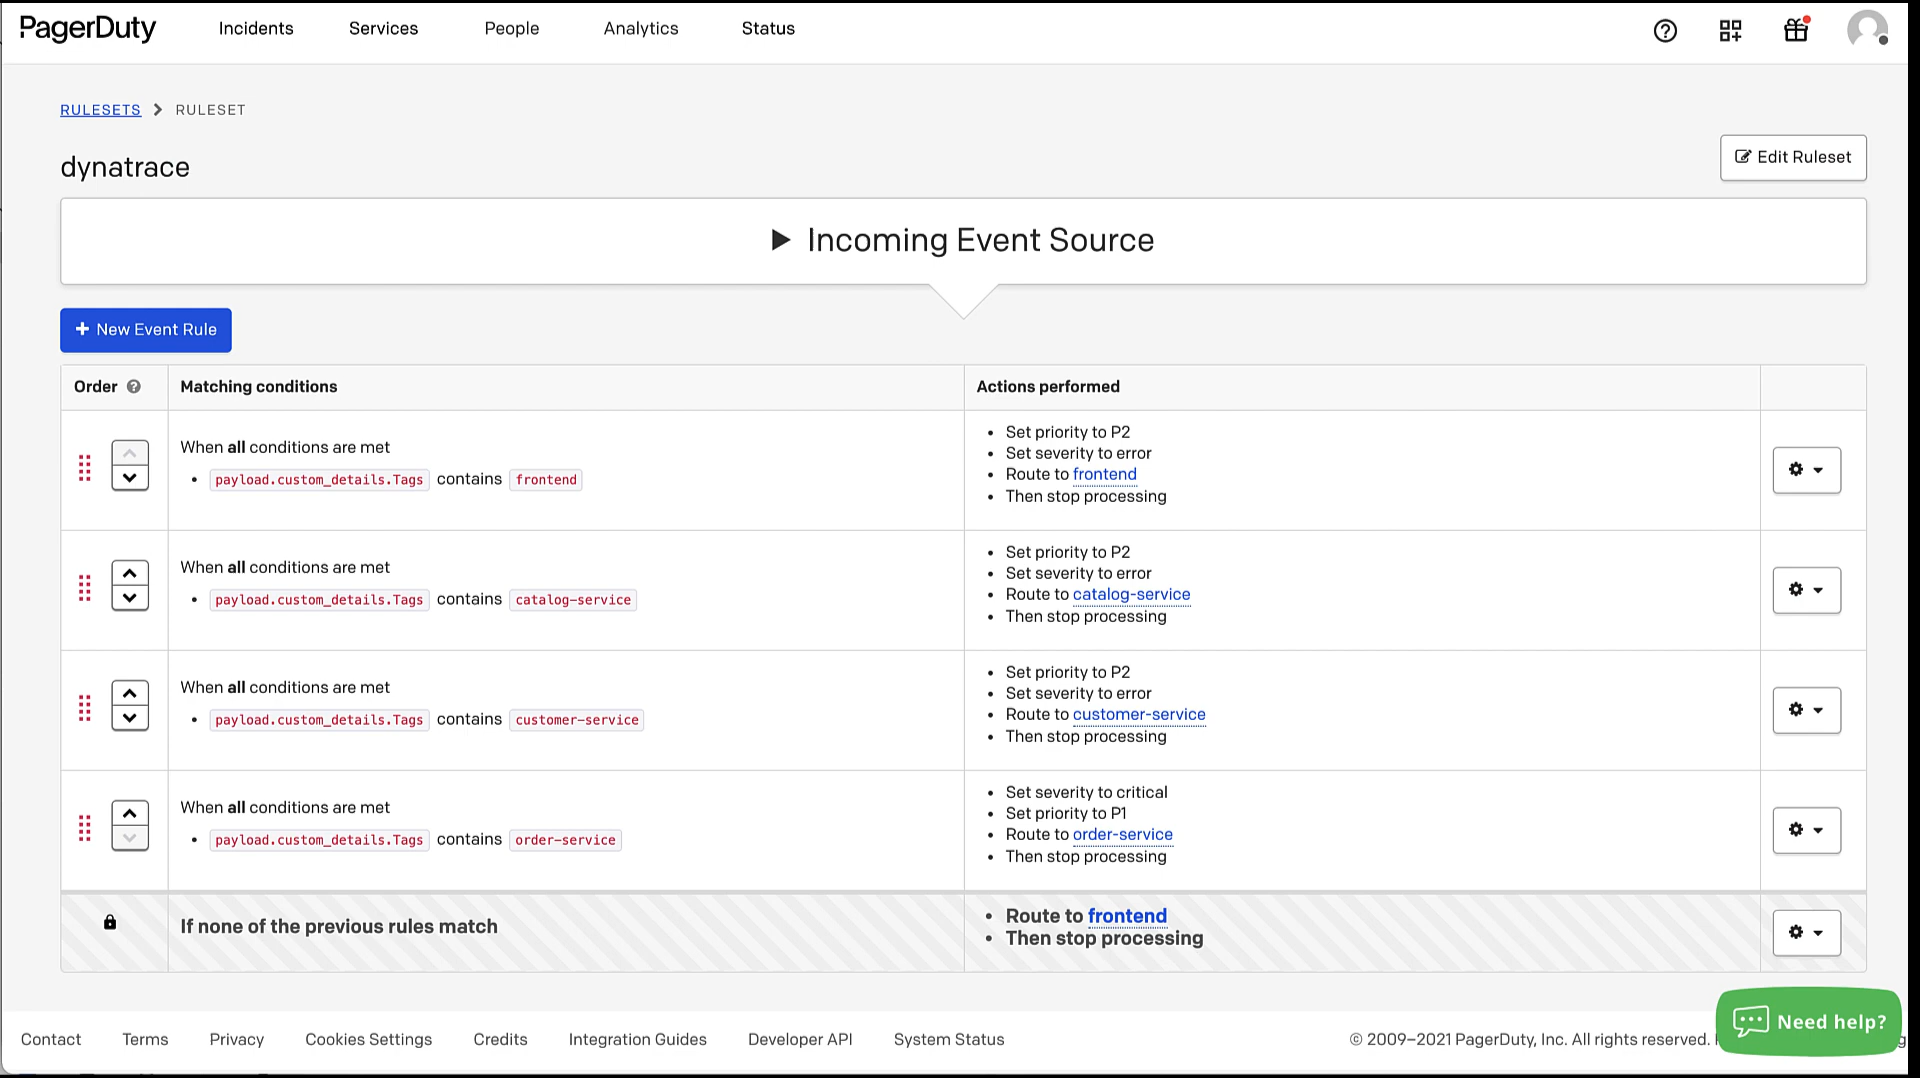 PagerDuty Incidents Services People Analytics Status
RULESETS RULESET
dynatrace
Edit Ruleset
Incoming Event Source
New Event Rule
Order Matching conditions Actions performed
When all conditions are met
payload.custom_details.Tags contains frontend
Set priority to P2
Set severity to error
Route to frontend
Then stop processing
When all conditions are met
payload.custom_details.Tags contains catalog-service
Set priority to P2
Set severity to error
Route to catalog-service
Then stop processing
When all conditions are met
payload.custom_details.Tags contains customer-service
Set priority to P2
Set severity to error
Route to customer-service
Then stop processing
When all conditions are met
payload.custom_details.Tags contains order-service
Set severity to critical
Set priority to P1
Route to order-service
Then stop processing
If none of the previous rules match
Route to frontend
Then stop processing
Need help?
Contact Terms Privacy Cookies Settings Credits Integration Guides Developer API System Status © 2009–2021 PagerDuty, Inc. All rights reserved.